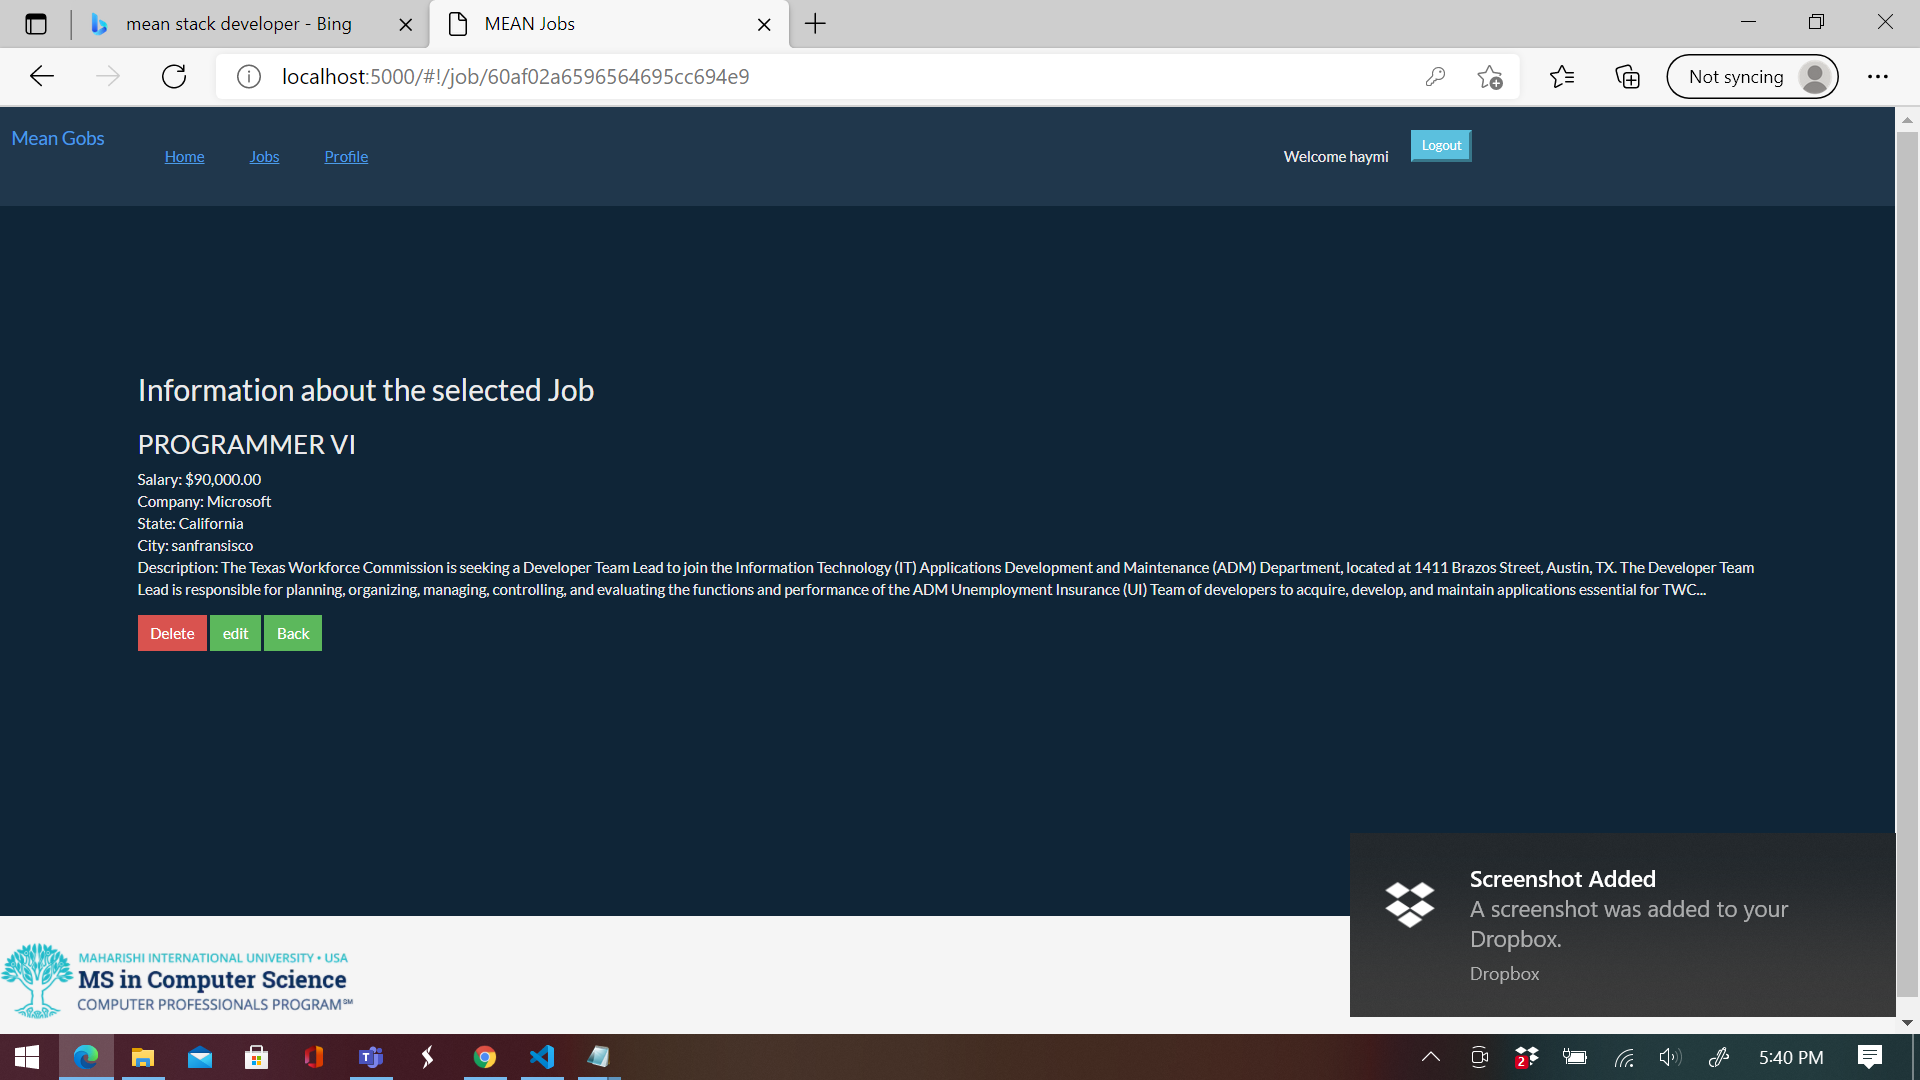 mean stack developer - Bing
MEAN Jobs
localhost:5000/#!/job/60af02a6596564695cc694e9
Not syncing
Mean Gobs
Home
Jobs
Profile
Welcome haymi
Logout
Information about the selected Job
PROGRAMMER VI
Salary: $90,000.00
Company: Microsoft
State: California
City: sanfransisco
Description: The Texas Workforce Commission is seeking a Developer Team Lead to join the Information Technology (IT) Applications Development and Maintenance (ADM) Department, located at 1411 Brazos Street, Austin, TX. The Developer Team
Lead is responsible for planning, organizing, managing, controlling, and evaluating the functions and performance of the ADM Unemployment Insurance (UI) Team of developers to acquire, develop, and maintain applications essential for TWC...
Delete
edit
Back
Screenshot Added
A screenshot was added to your
Dropbox.
Dropbox
MAHARISHI INTERNATIONAL UNIVERSITY • USA
MS in Computer Science
COMPUTER PROFESSIONALS PROGRAM℠
2
5:40 PM